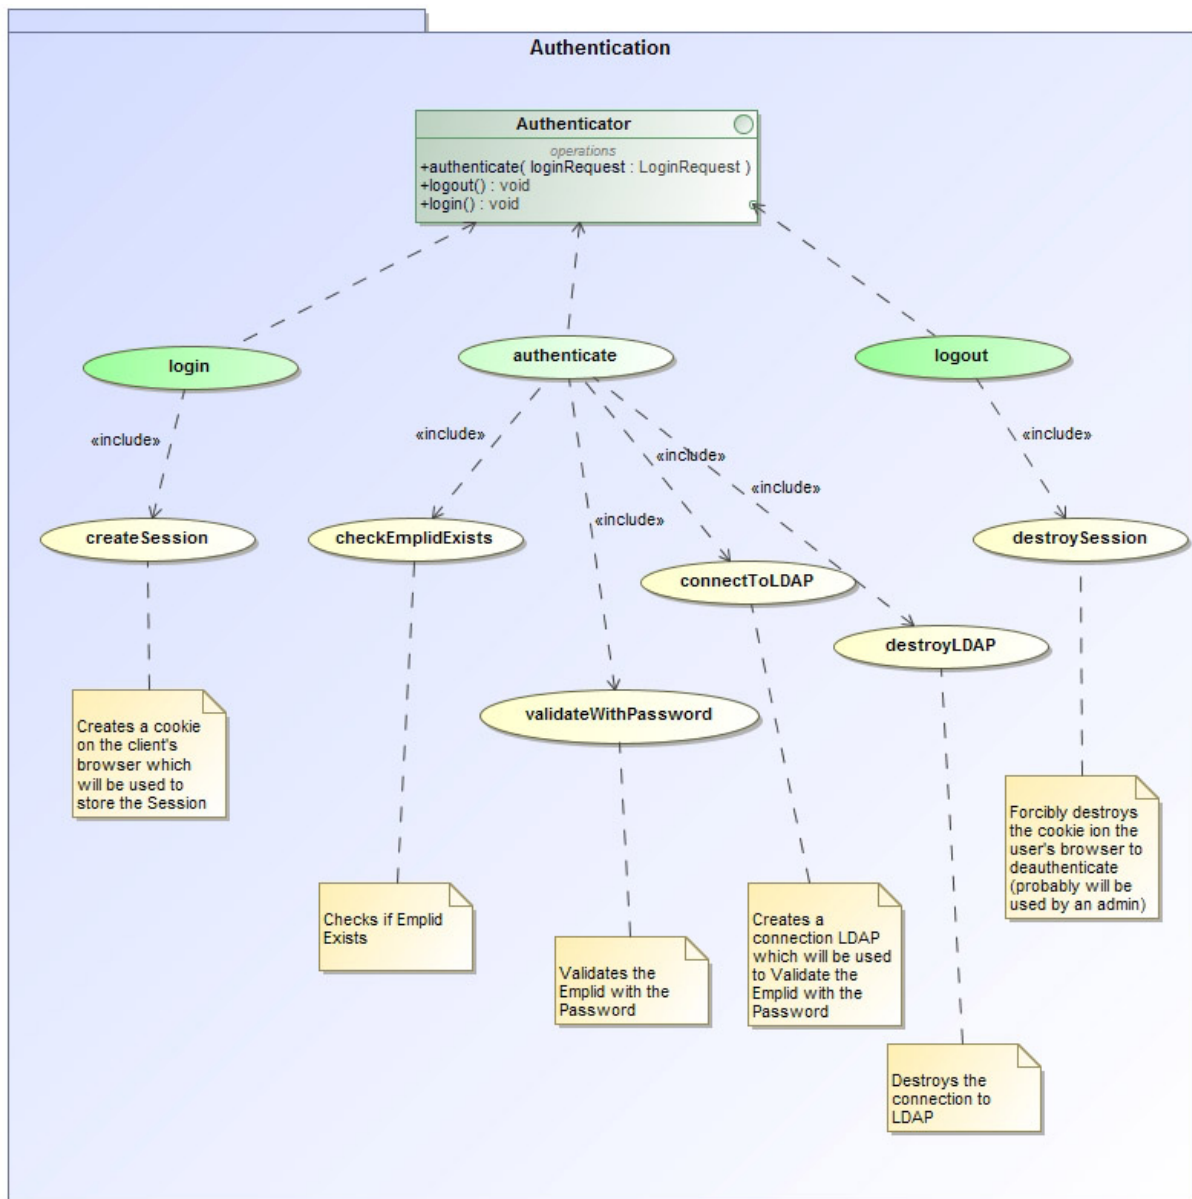 Authentication
Authenticator
operations
+authenticate( loginRequest : LoginRequest )
+logout() : void
+login() : void
login
authenticate
logout
«include»
«include»
«include»
«include»
«include»
«include»
createSession
checkEmplidExists
connectToLDAP
destroySession
destroyLDAP
validateWithPassword
Creates a cookie
on the client's
browser which
will be used to
store the Session
Checks if Emplid
Exists
Validates the
Emplid with the
Password
Creates a
connection LDAP
which will be used
to Validate the
Emplid with the
Password
Forcibly destroys
the cookie ion the
user's browser to
deauthenticate
(probably will be
used by an admin)
Destroys the
connection to
LDAP